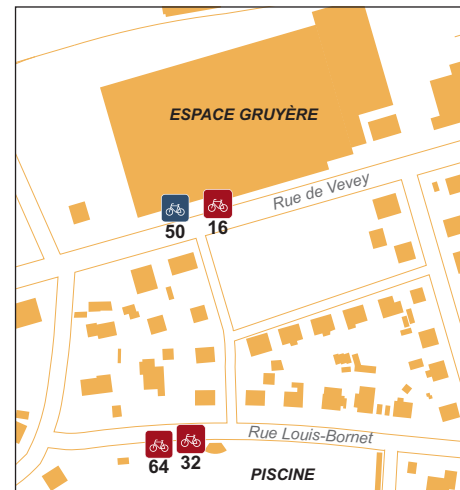 ESPACE GRUYÈRE
Rue de Vevey
50
16
Rue Louis-Bornet
64
32
PISCINE